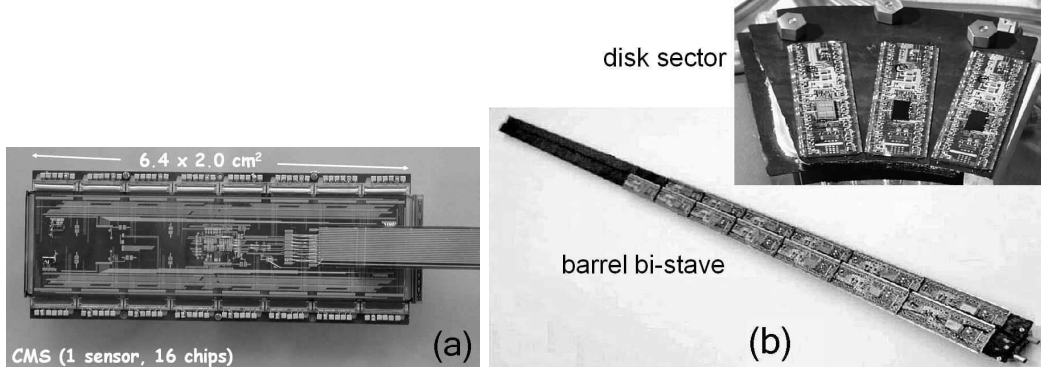 6.4 x 2.0 cm²
CMS (1 sensor, 16 chips)
(a)
disk sector
barrel bi-stave
(b)